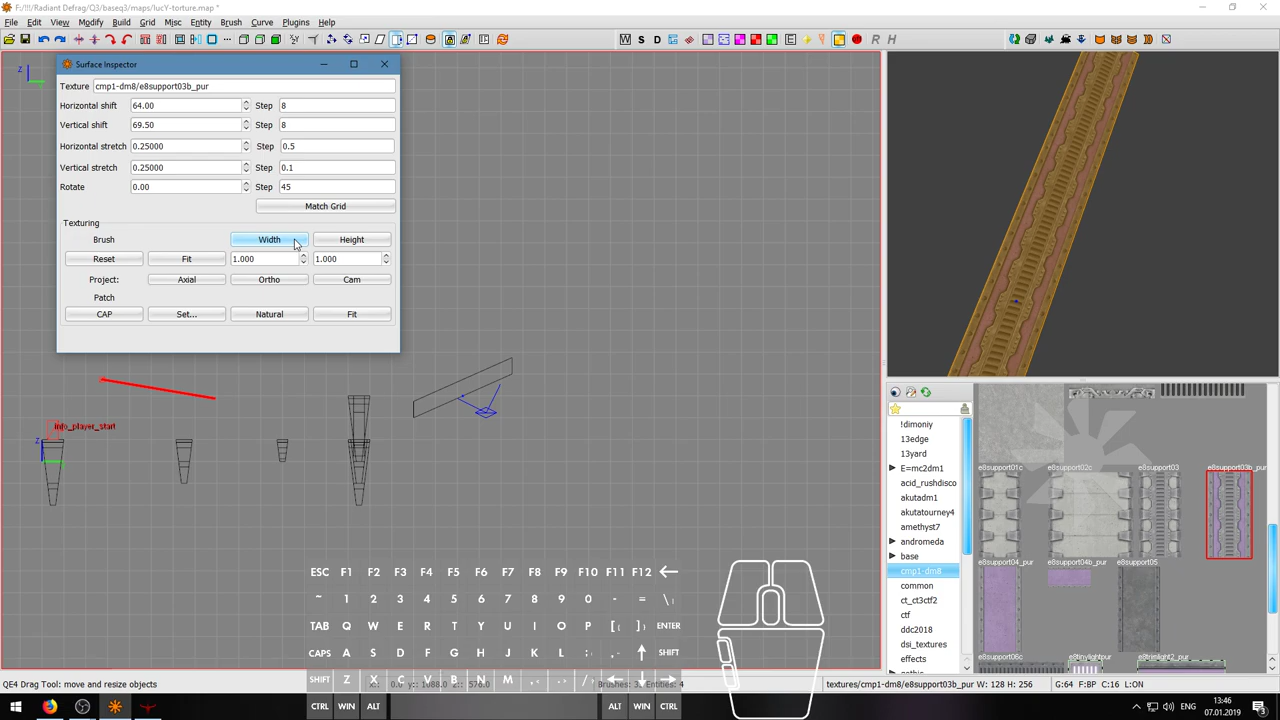 F:/!!!/Radiant Defrag/Q3/baseq3/maps/lucY-torture.map *
File Edit View Modify Build Grid Misc Entity Brush Curve Plugins Help
Surface Inspector
Texture cmp1-dm8/e8support03b_pur
Horizontal shift 64.00 Step 8
Vertical shift 69.50 Step 8
Horizontal stretch 0.25000 Step 0.5
Vertical stretch 0.25000 Step 0.1
Rotate 0.00 Step 45
Match Grid
Texturing
Brush Width Height
Reset Fit 1.000 1.000
Project: Axial Ortho Cam
Patch
CAP Set... Natural Fit
Z
info_player_start
Z
!dimoniy
13edge
13yard
E=mc2dm1
acid_rushdisco
akutadm1
akutatourney4
amethyst7
andromeda
base
cmp1-dm8
common
ct_ct3ctf2
ctf
ddc2018
dsi_textures
effects
e8support01c e8support02c e8support03 e8support03b_pur
e8support04_pur e8support04b_pur e8support05
e8support06c e8tinylightpur e8trimlight2_pur
ESC F1 F2 F3 F4 F5 F6 F7 F8 F9 F10 F11 F12
~ 1 2 3 4 5 6 7 8 9 0 - = \
TAB Q W E R T Y U I O P [ ] ENTER
CAPS A S D F G H J K L ; , SHIFT
SHIFT Z X C V B N M
CTRL WIN ALT ALT WIN CTRL
QE4 Drag Tool: move and resize objects
Entities: 4
textures/cmp1-dm8/e8support03b_pur W: 128 H: 256 G:64 F:BP C:16 L:ON
ENG
13:46
07.01.2019